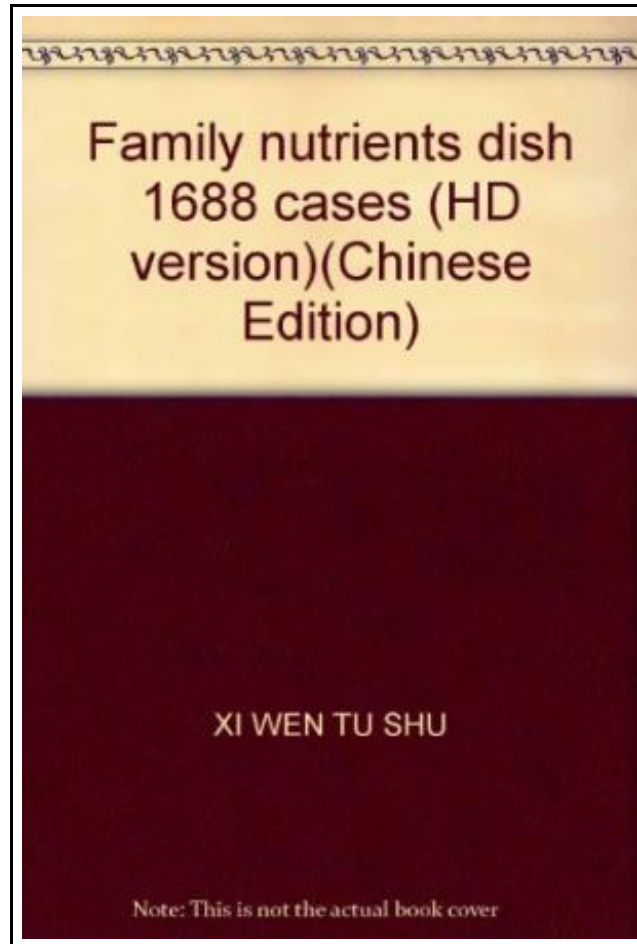 Family nutrients dish
1688 cases (HD
version)(Chinese
Edition)
XI WEN TU SHU
Note: This is not the actual book cover